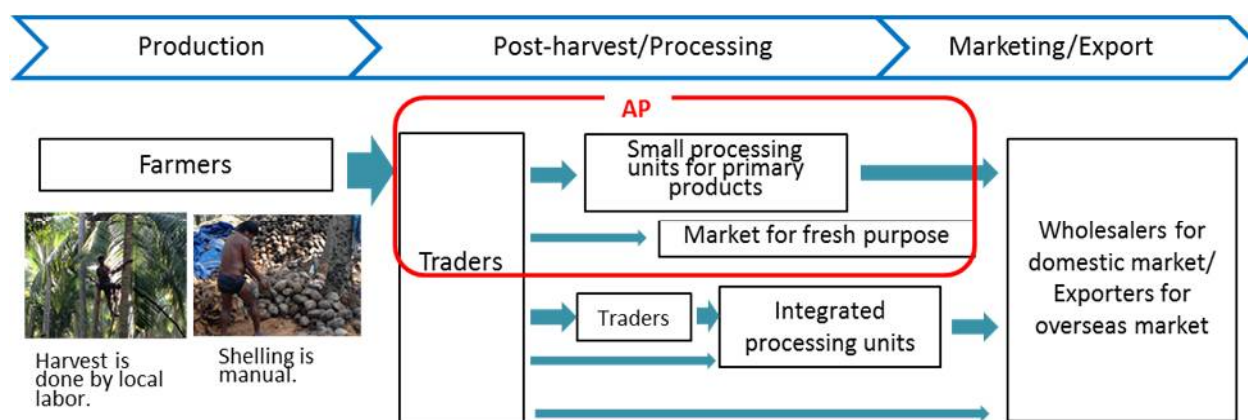 Production
Post-harvest/Processing
Marketing/Export
AP
Farmers
Harvest is
done by local
labor.
Shelling is
manual.
Traders
Small processing
units for primary
products
Market for fresh purpose
Traders
Integrated
processing units
Wholesalers for
domestic market/
Exporters for
overseas market